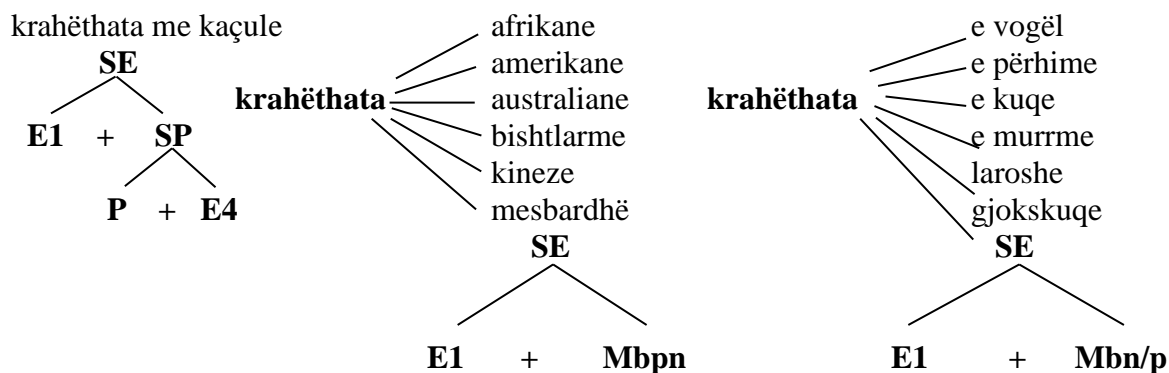 krahëthata me kaçule
SE
E1 + SP
P + E4
krahëthata
afrikane
amerikane
australiane
bishtlarme
kineze
mesbardhë
SE
E1 + Mbpn
krahëthata
e vogël
e përhime
e kuqe
e murrme
laroshe
gjokskuqe
SE
E1 + Mbn/p